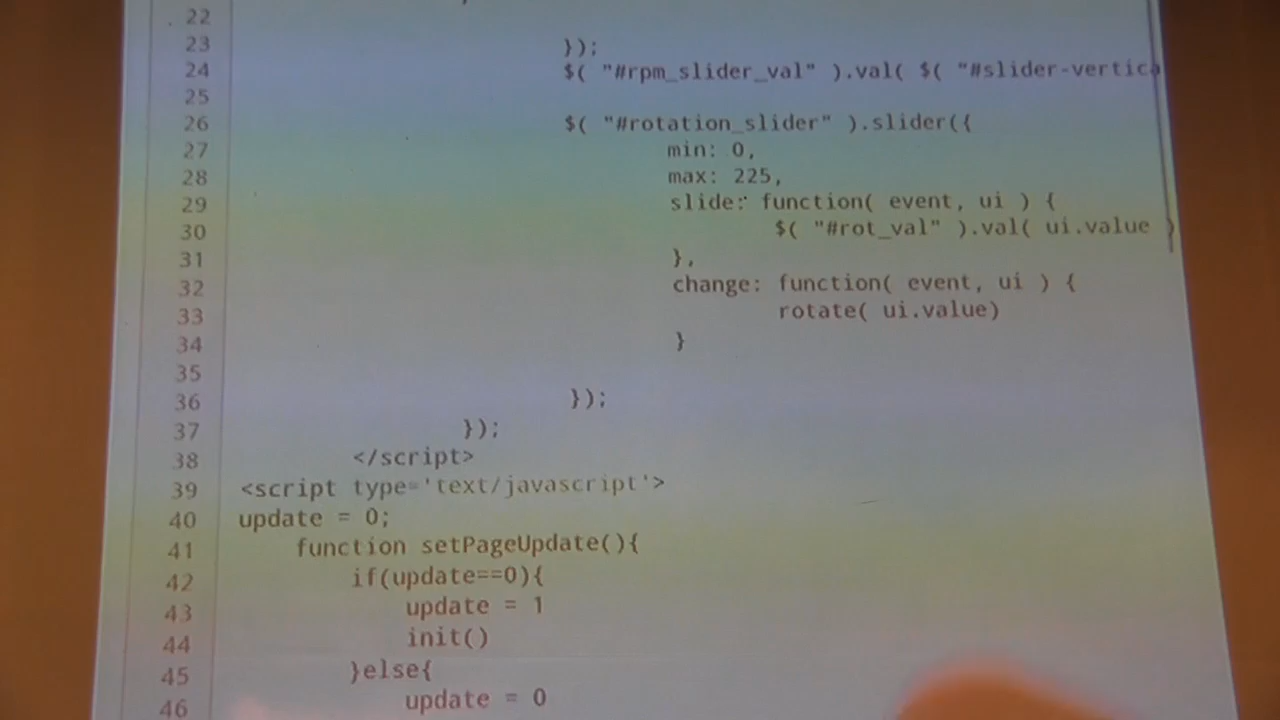 22
23 });
24 $( "#rpm_slider_val" ).val( $( "#slider-vertica
25
26 $( "#rotation_slider" ).slider({
27 min: 0,
28 max: 225,
29 slide: function( event, ui ) {
30 $( "#rot_val" ).val( ui.value )
31 },
32 change: function( event, ui ) {
33 rotate( ui.value)
34 }
35
36 });
37 });
38 </script>
39 <script type='text/javascript'>
40 update = 0;
41 function setPageUpdate(){
42 if(update==0){
43 update = 1
44 init()
45 }else{
46 update = 0